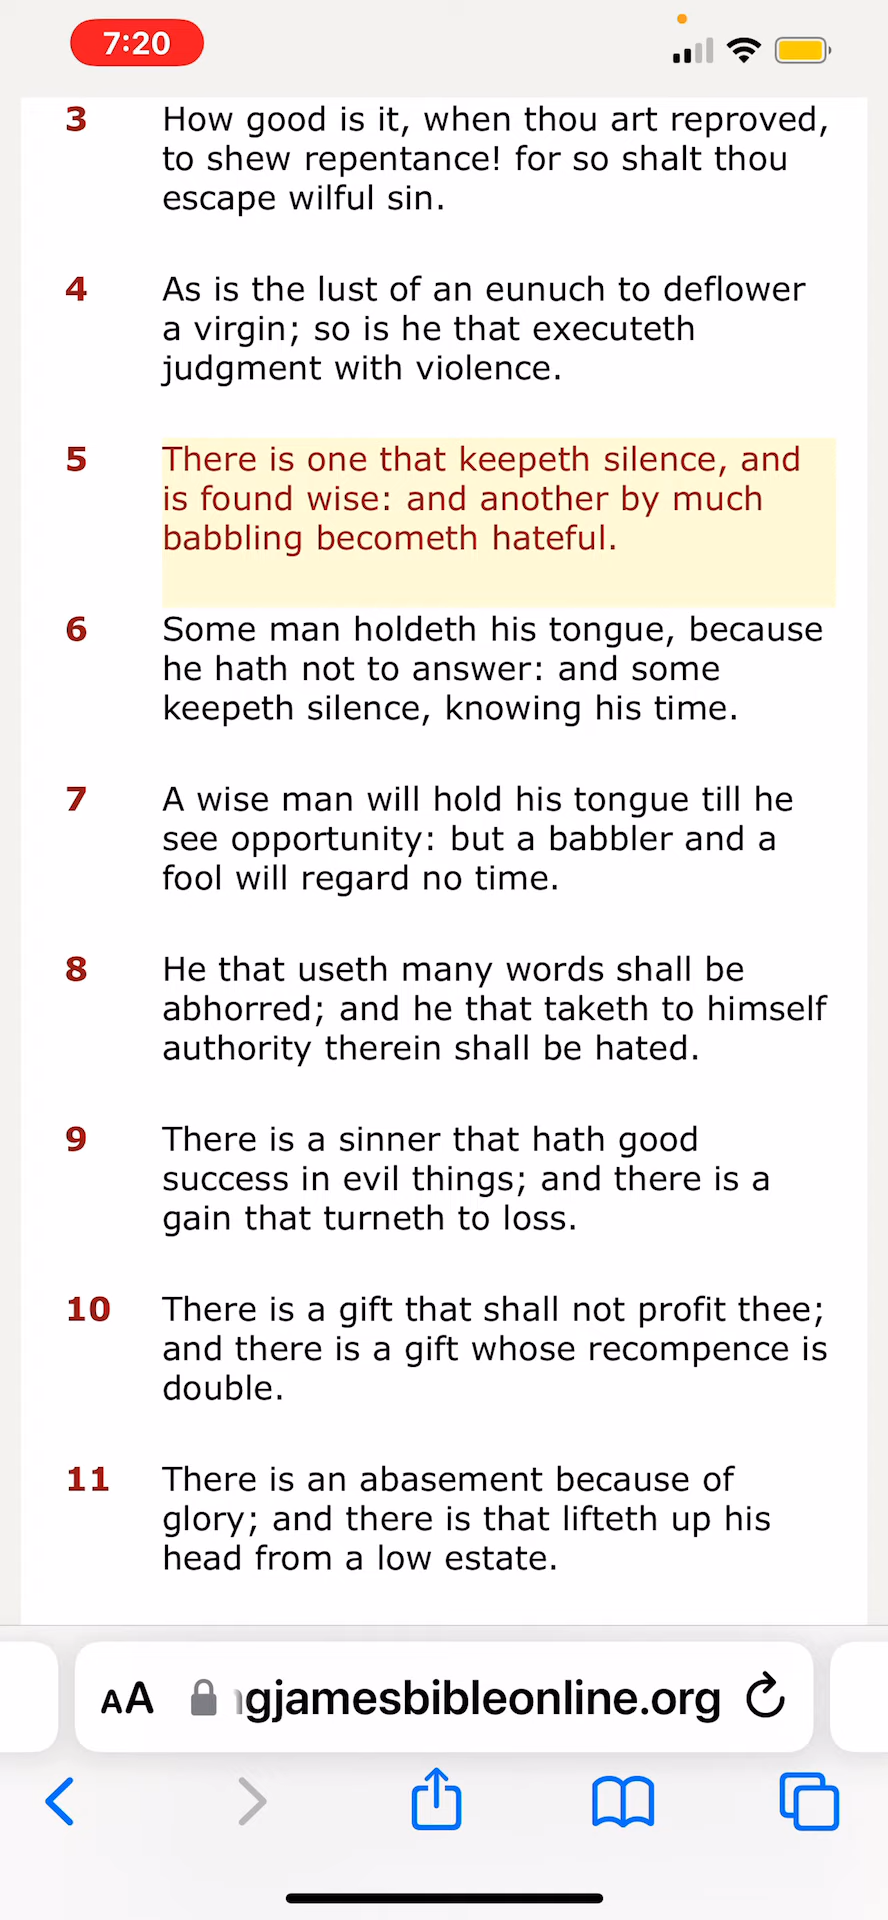 7:20
3 How good is it, when thou art reproved,
to shew repentance! for so shalt thou
escape wilful sin.
4 As is the lust of an eunuch to deflower
a virgin; so is he that executeth
judgment with violence.
5 There is one that keepeth silence, and
is found wise: and another by much
babbling becometh hateful.
6 Some man holdeth his tongue, because
he hath not to answer: and some
keepeth silence, knowing his time.
7 A wise man will hold his tongue till he
see opportunity: but a babbler and a
fool will regard no time.
8 He that useth many words shall be
abhorred; and he that taketh to himself
authority therein shall be hated.
9 There is a sinner that hath good
success in evil things; and there is a
gain that turneth to loss.
10 There is a gift that shall not profit thee;
and there is a gift whose recompence is
double.
11 There is an abasement because of
glory; and there is that lifteth up his
head from a low estate.
AA gjamesbibleonline.org